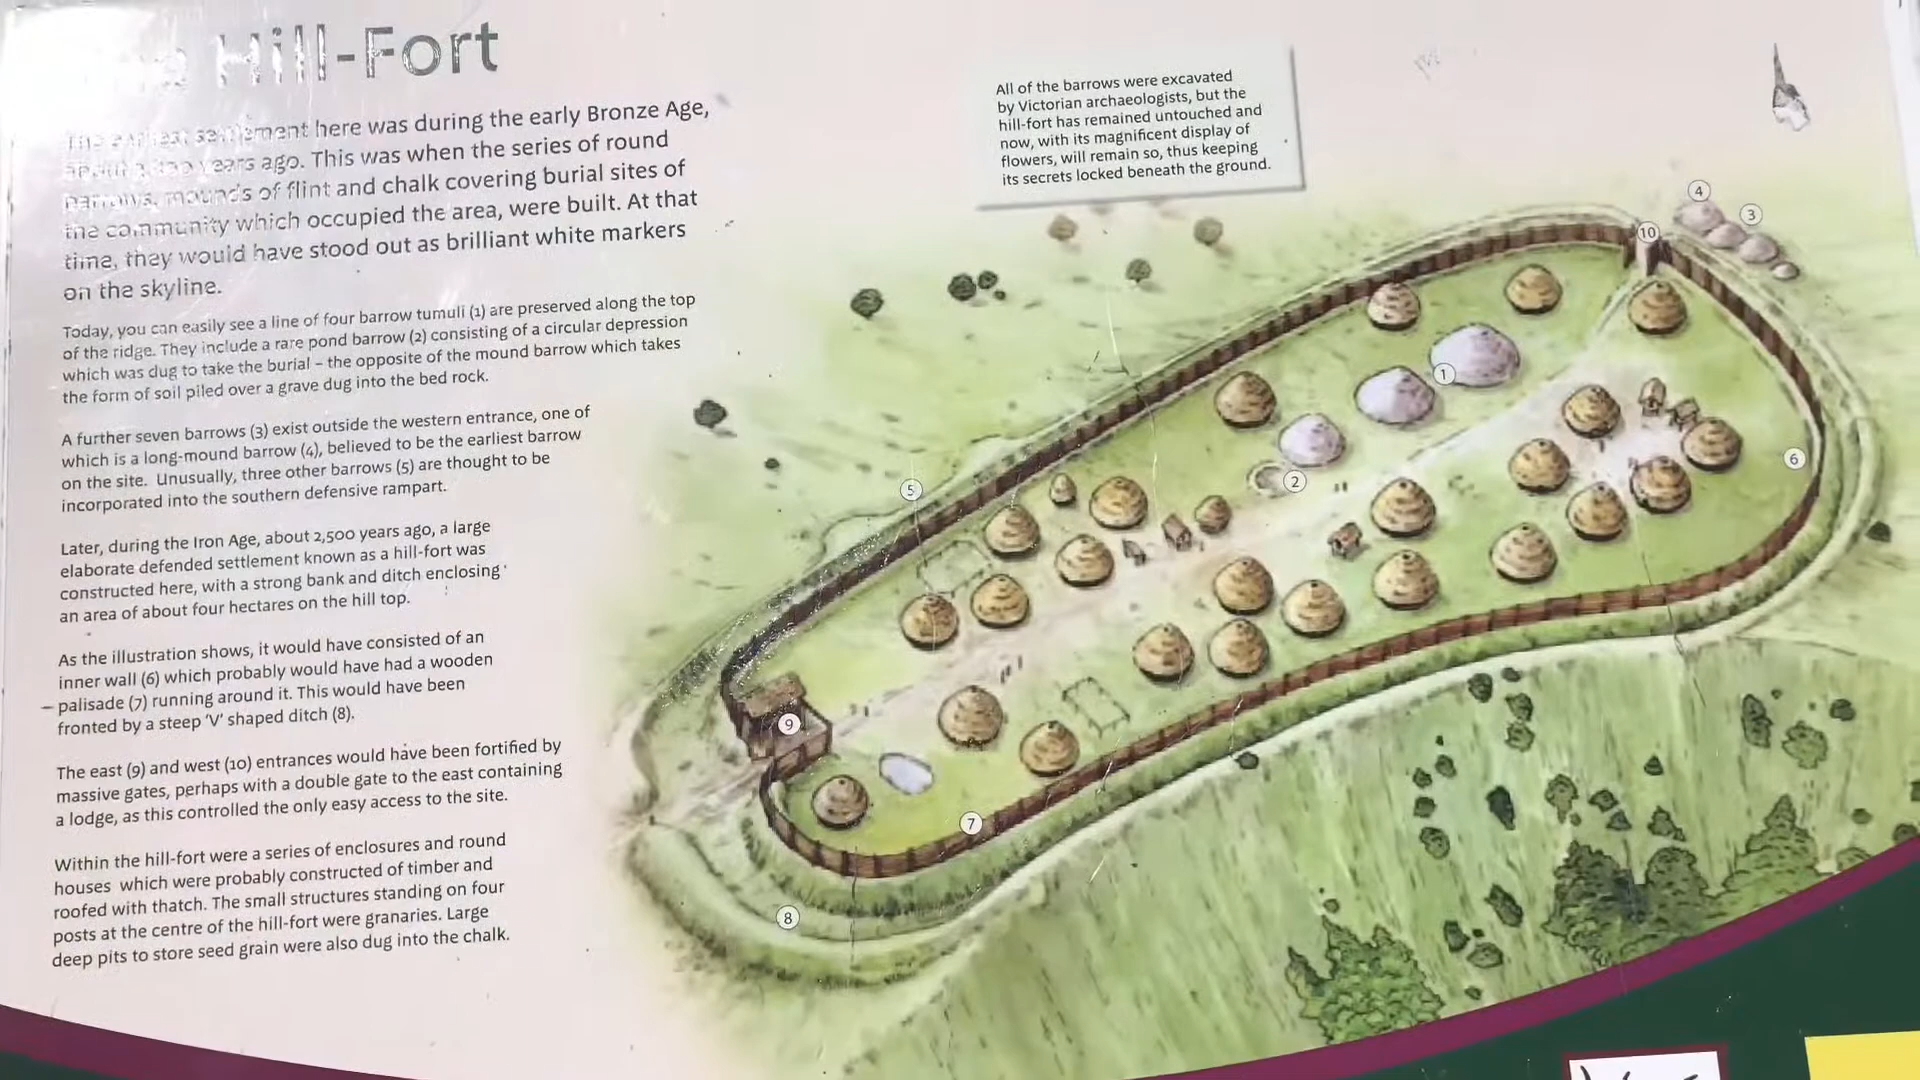 The Hill-Fort
The earliest settlement here was during the early Bronze Age,
about years ago. This was when the series of round
barrows, mounds of flint and chalk covering burial sites of
the community which occupied the area, were built. At that
time, they would have stood out as brilliant white markers
on the skyline.
Today, you can easily see a line of four barrow tumuli (1) are preserved along the top
of the ridge. They include a rare pond barrow (2) consisting of a circular depression
which was dug to take the burial – the opposite of the mound barrow which takes
the form of soil piled over a grave dug into the bed rock.
A further seven barrows (3) exist outside the western entrance, one of
which is a long-mound barrow (4), believed to be the earliest barrow
on the site. Unusually, three other barrows (5) are thought to be
incorporated into the southern defensive rampart.
Later, during the Iron Age, about 2,500 years ago, a large
elaborate defended settlement known as a hill-fort was
constructed here, with a strong bank and ditch enclosing
an area of about four hectares on the hill top.
As the illustration shows, it would have consisted of an
inner wall (6) which probably would have had a wooden
palisade (7) running around it. This would have been
fronted by a steep 'V' shaped ditch (8).
The east (9) and west (10) entrances would have been fortified by
massive gates, perhaps with a double gate to the east containing
a lodge, as this controlled the only easy access to the site.
Within the hill-fort were a series of enclosures and round
houses which were probably constructed of timber and
roofed with thatch. The small structures standing on four
posts at the centre of the hill-fort were granaries. Large
deep pits to store seed grain were also dug into the chalk.
All of the barrows were excavated
by Victorian archaeologists, but the
hill-fort has remained untouched and
now, with its magnificent display of
flowers, will remain so, thus keeping
its secrets locked beneath the ground.
4
3
10
1
6
2
5
9
7
8